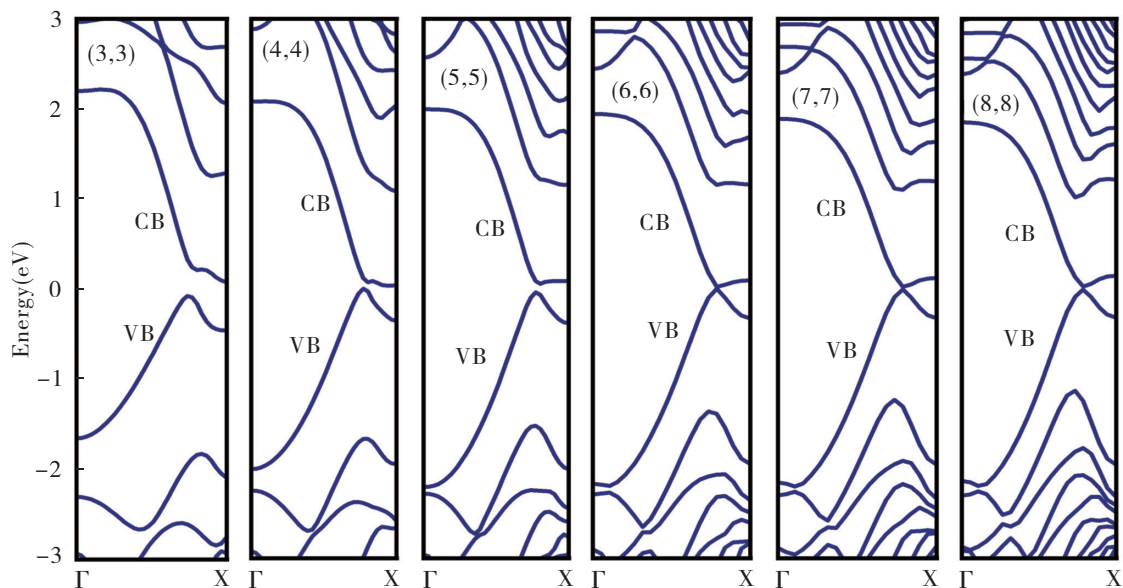 3
2
1
0
−1
−2
−3
Energy(eV)
(3,3)
CB
VB
Γ X
(4,4)
CB
VB
Γ X
(5,5)
CB
VB
Γ X
(6,6)
CB
VB
Γ X
(7,7)
CB
VB
Γ X
(8,8)
CB
VB
Γ X